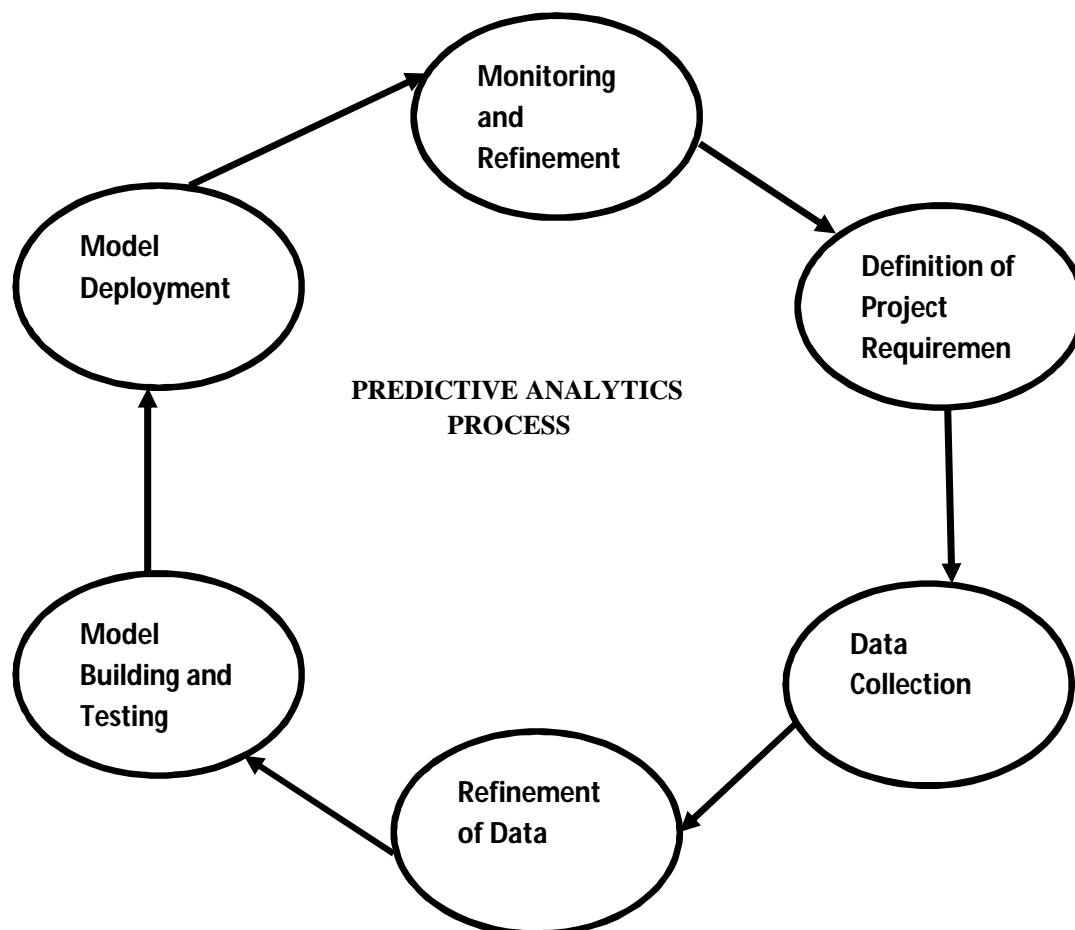 Monitoring
and
Refinement
Model
Deployment
Definition of
Project
Requiremen
PREDICTIVE ANALYTICS
PROCESS
Model
Building and
Testing
Data
Collection
Refinement
of Data